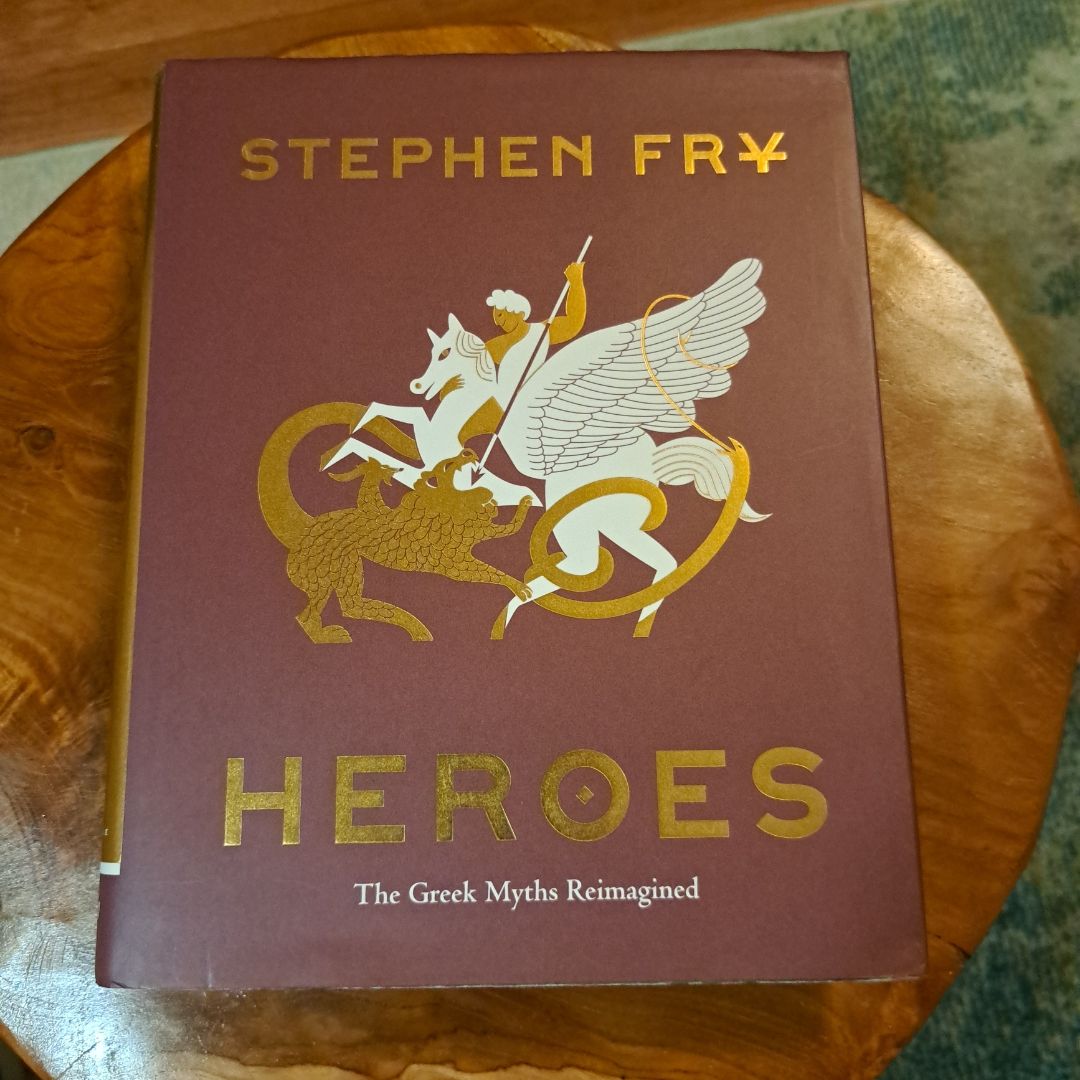 STEPHEN FRY
HEROES
The Greek Myths Reimagined